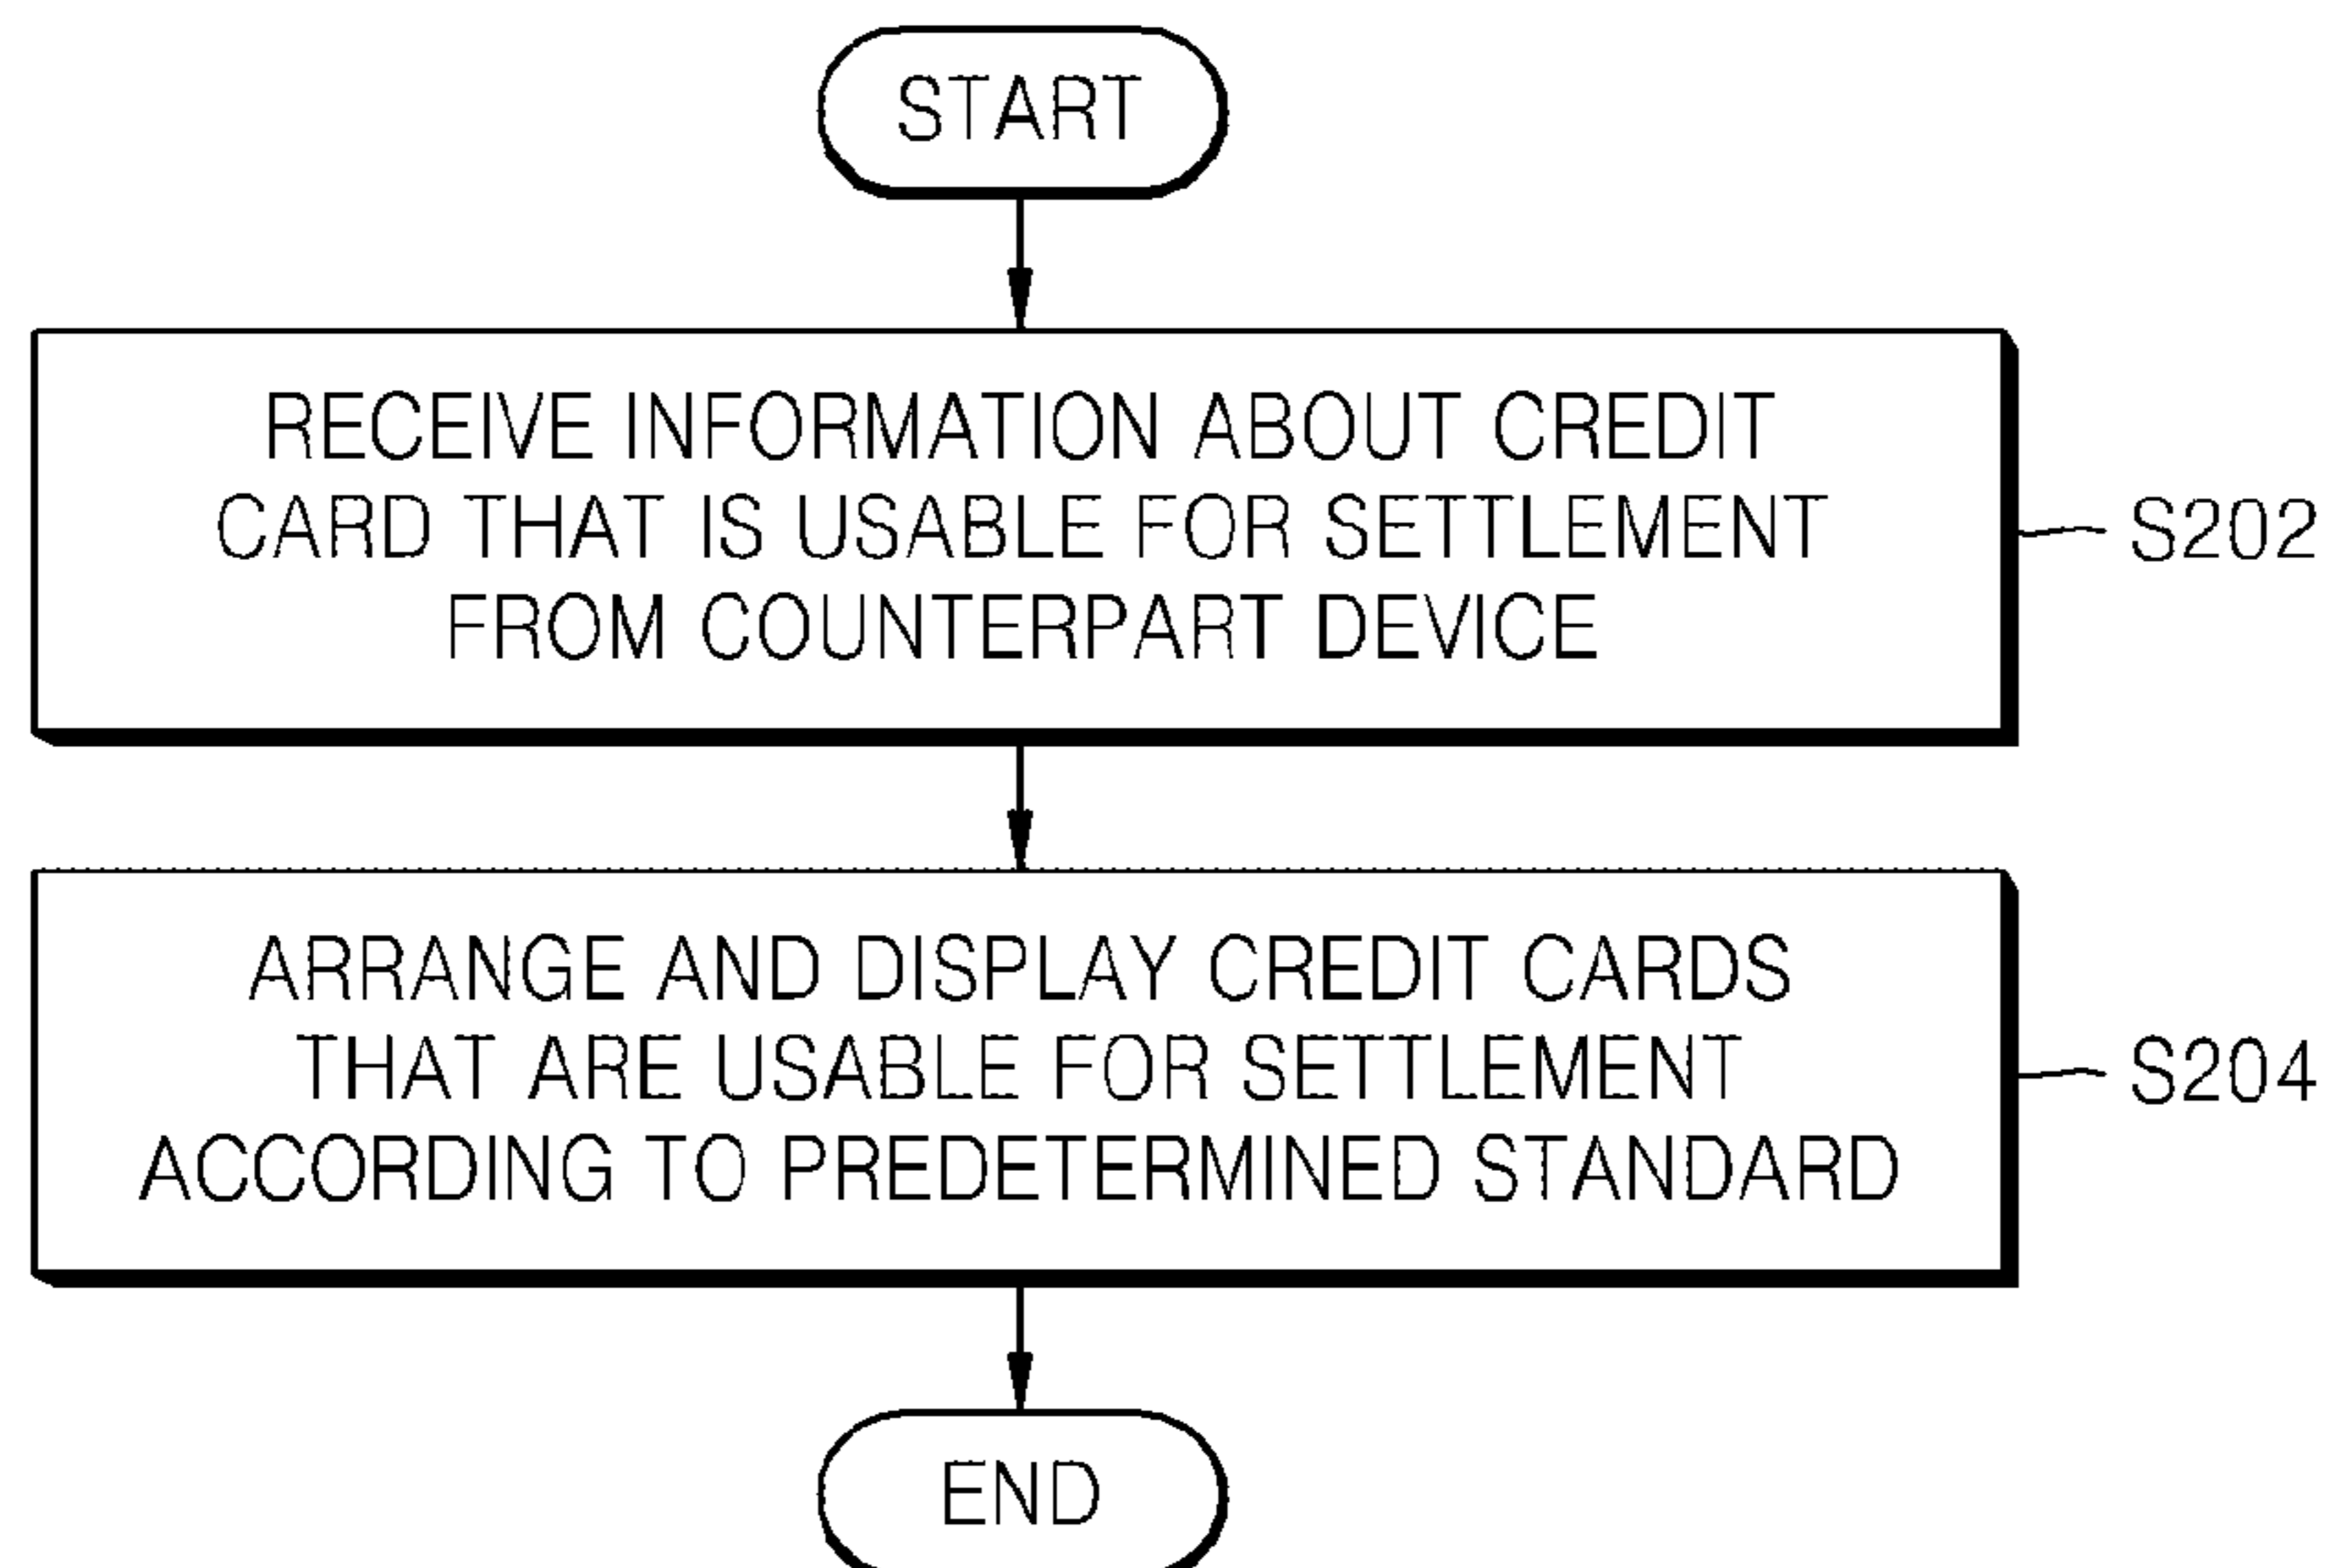 START
RECEIVE INFORMATION ABOUT CREDIT
CARD THAT IS USABLE FOR SETTLEMENT
FROM COUNTERPART DEVICE
S202
ARRANGE AND DISPLAY CREDIT CARDS
THAT ARE USABLE FOR SETTLEMENT
ACCORDING TO PREDETERMINED STANDARD
S204
END